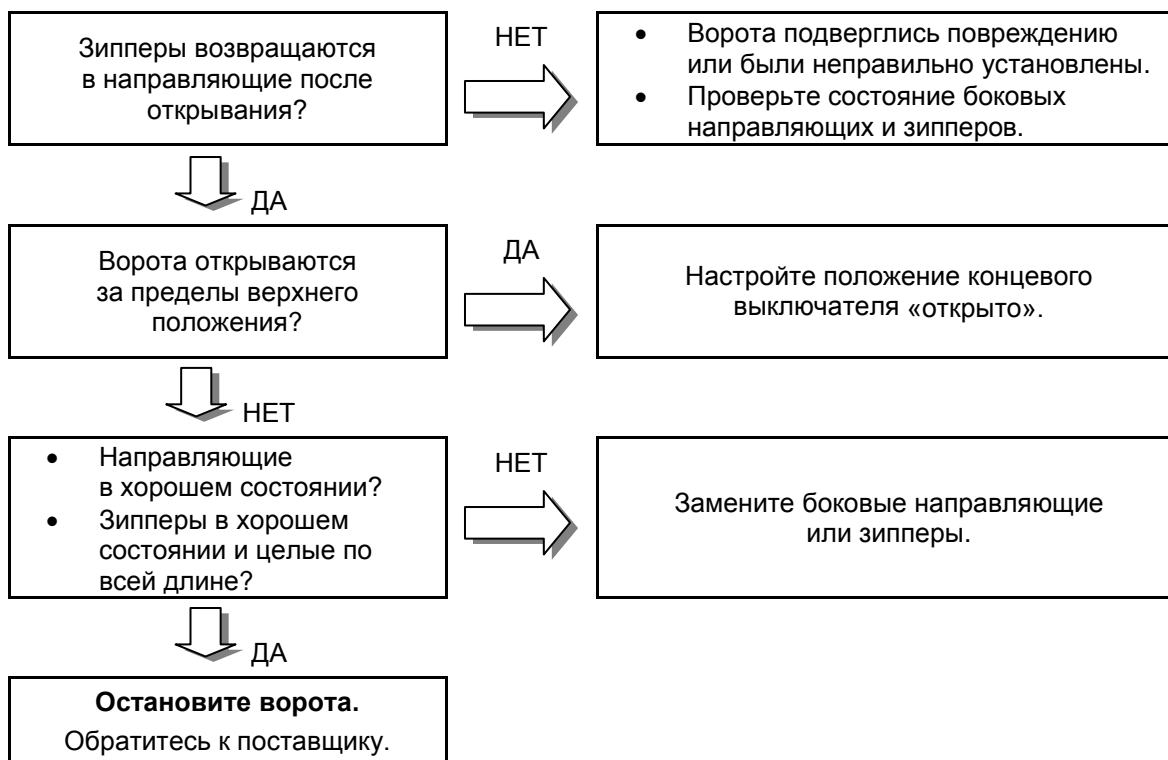 Зипперы возвращаются
в направляющие после
открывания?
НЕТ
• Ворота подверглись повреждению
или были неправильно установлены.
• Проверьте состояние боковых
направляющих и зипперов.
ДА
Ворота открываются
за пределы верхнего
положения?
ДА
Настройте положение концевого
выключателя «открыто».
НЕТ
• Направляющие
в хорошем состоянии?
• Зипперы в хорошем
состоянии и целые по
всей длине?
НЕТ
Замените боковые направляющие
или зипперы.
ДА
Остановите ворота.
Обратитесь к поставщику.